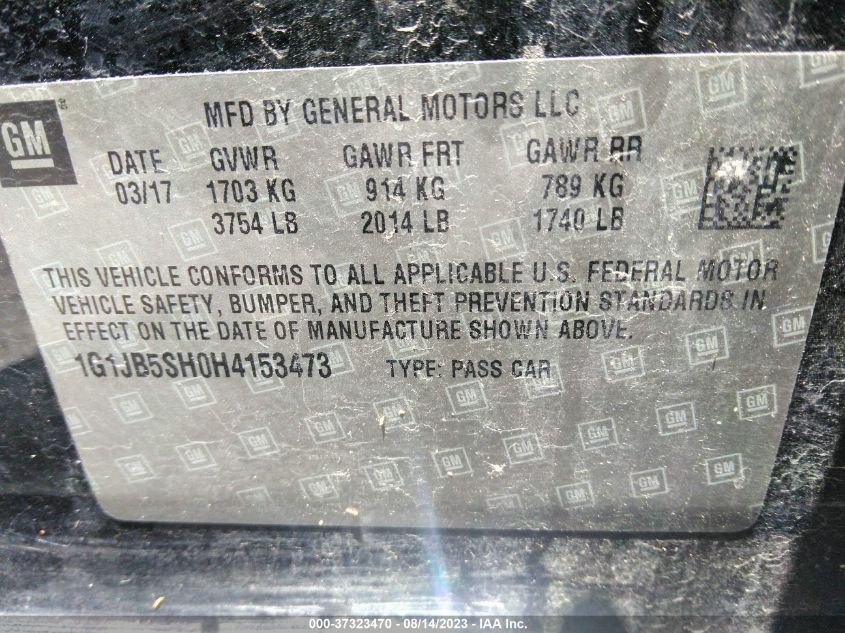 GM ®
MFD BY GENERAL MOTORS LLC
DATE GVWR GAWR FRT GAWR RR
03/17 1703 KG 914 KG 789 KG
3754 LB 2014 LB 1740 LB
THIS VEHICLE CONFORMS TO ALL APPLICABLE U.S. FEDERAL MOTOR
VEHICLE SAFETY, BUMPER, AND THEFT PREVENTION STANDARDS IN
EFFECT ON THE DATE OF MANUFACTURE SHOWN ABOVE.
1G1JB5SH0H4153473 TYPE: PASS CAR
000-37323470 - 08/14/2023 - IAA Inc.